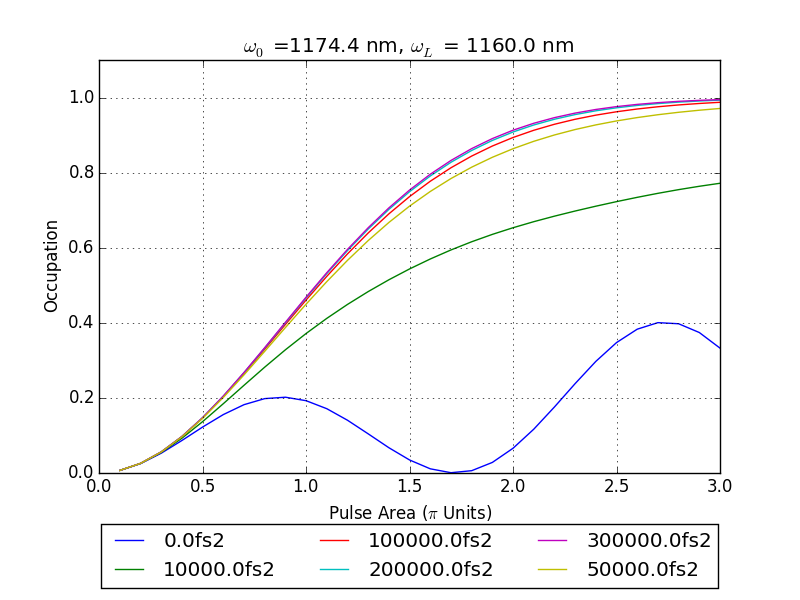 ω₀ =1174.4 nm, ω_L = 1160.0 nm
Occupation
1.0
0.8
0.6
0.4
0.2
0.0
0.0 0.5 1.0 1.5 2.0 2.5 3.0
Pulse Area (π Units)
0.0fs2 100000.0fs2 300000.0fs2
10000.0fs2 200000.0fs2 50000.0fs2